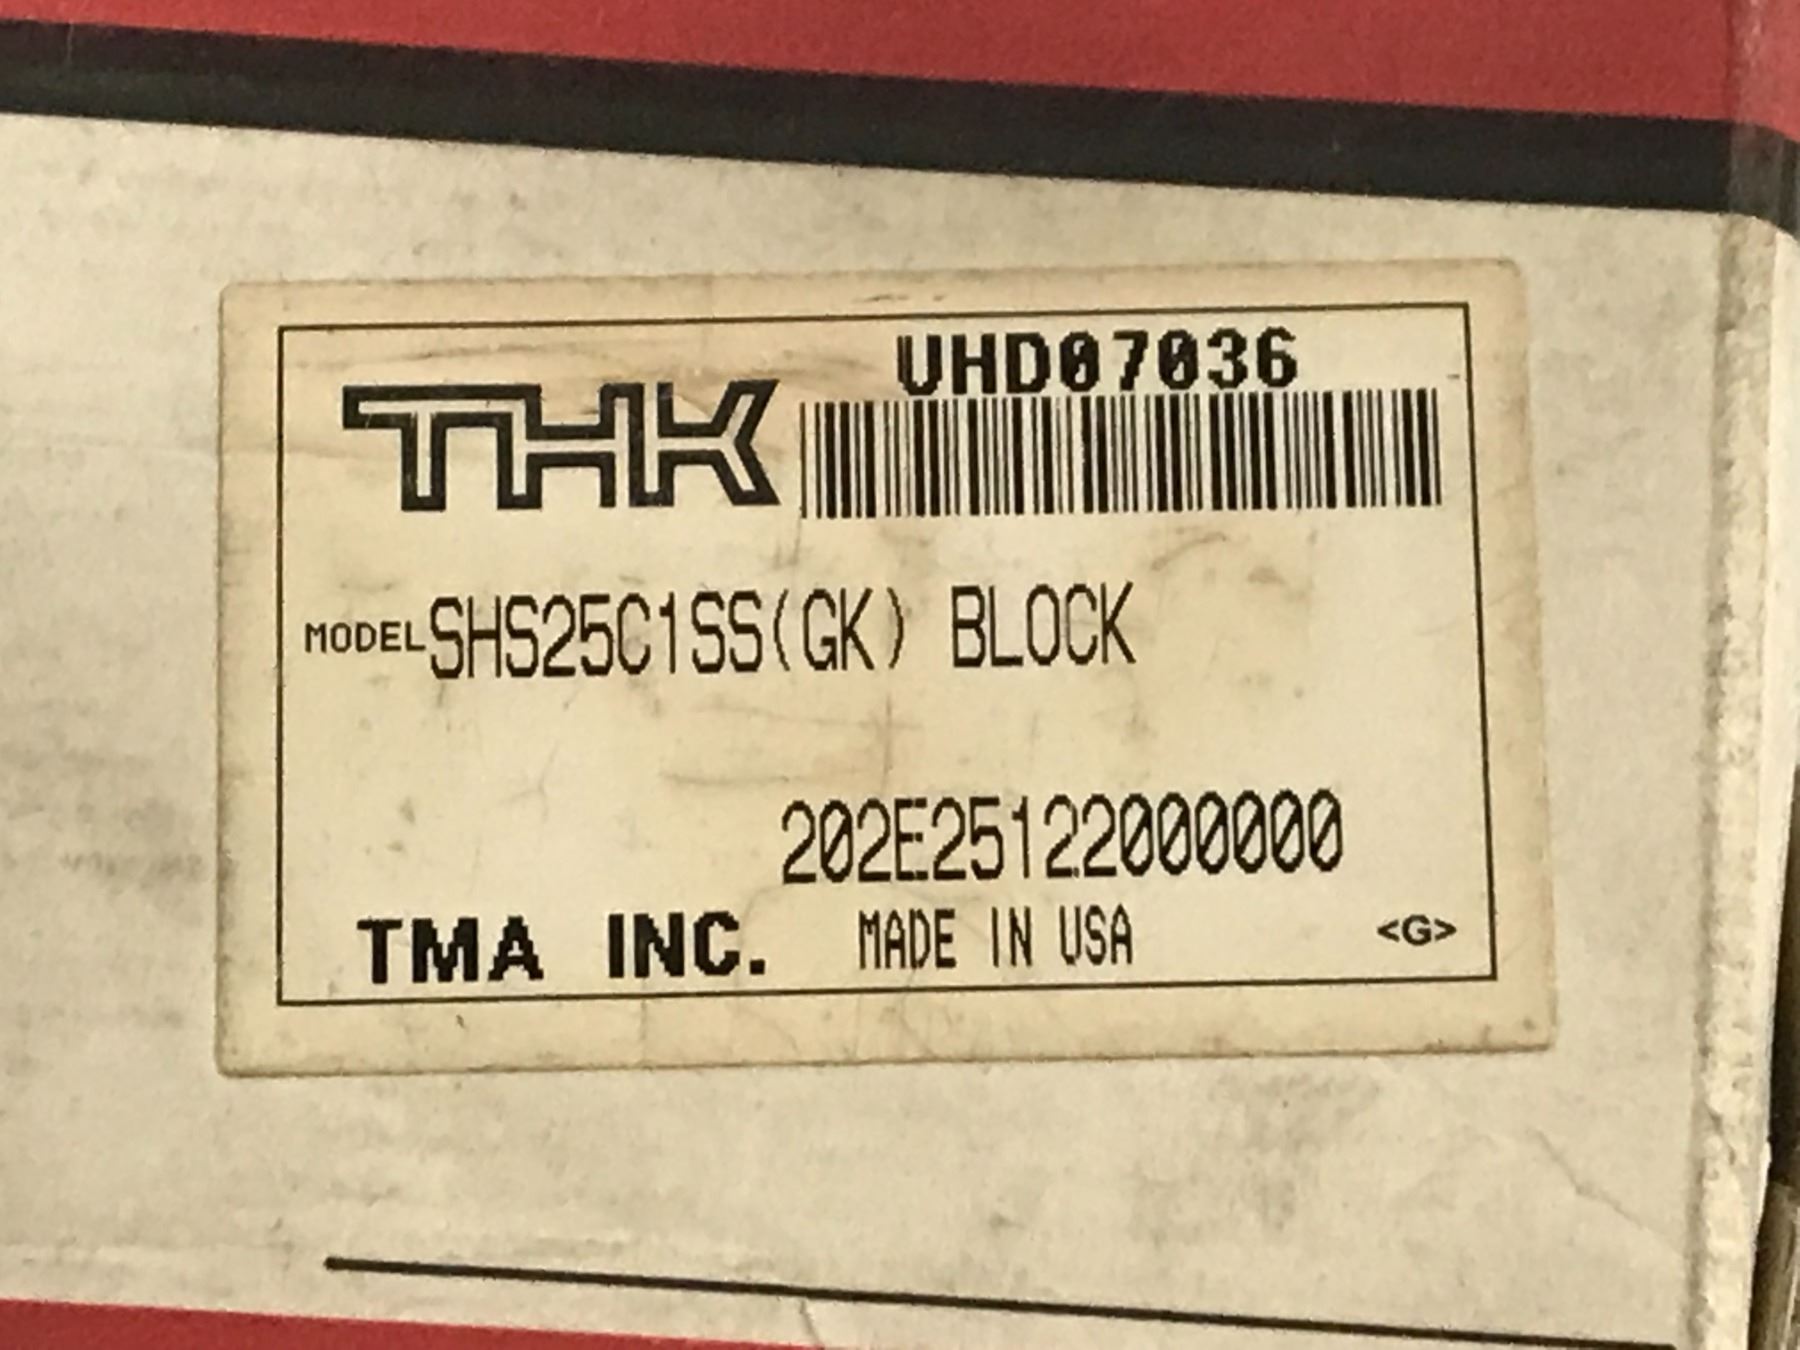 UHD07036
THK
MODEL SHS25C1SS(GK) BLOCK
202E25122000000
TMA INC. MADE IN USA <G>